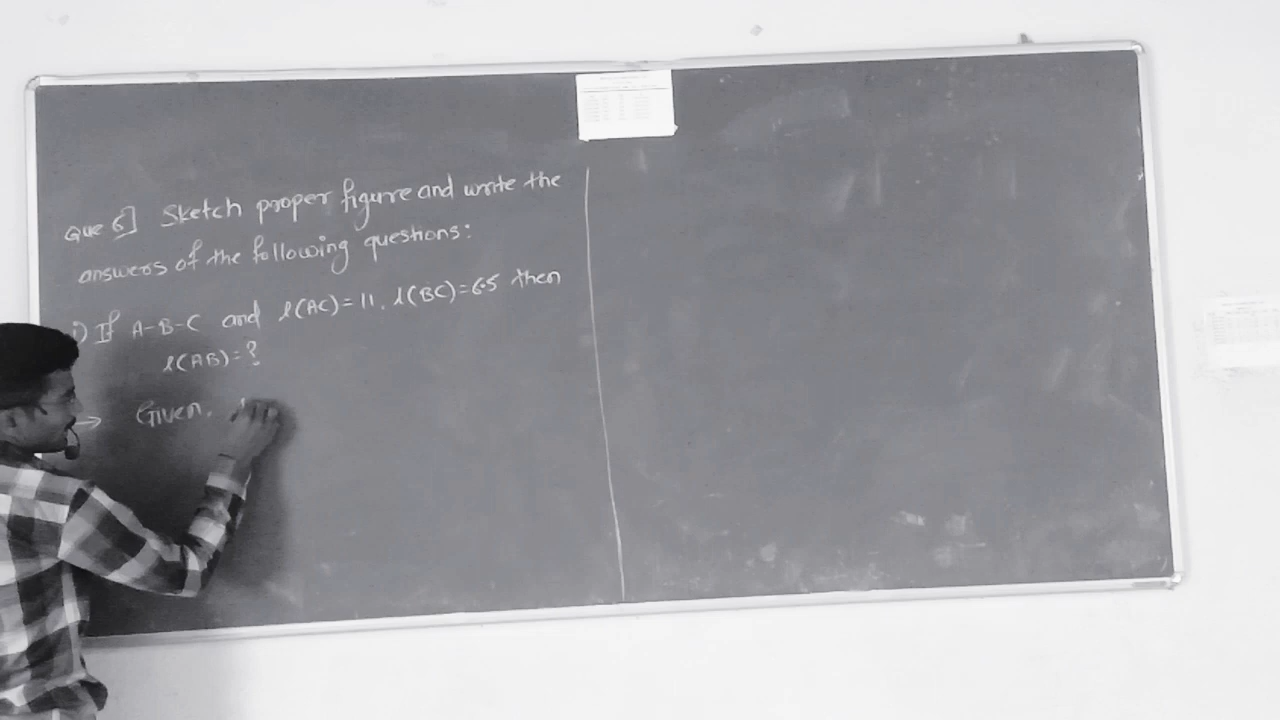 Que 6] Sketch proper figure and write the
answers of the following questions:
i) If A-B-C and l(AC)=11, l(BC)=6.5 then
l(AB)=?
→ Given,